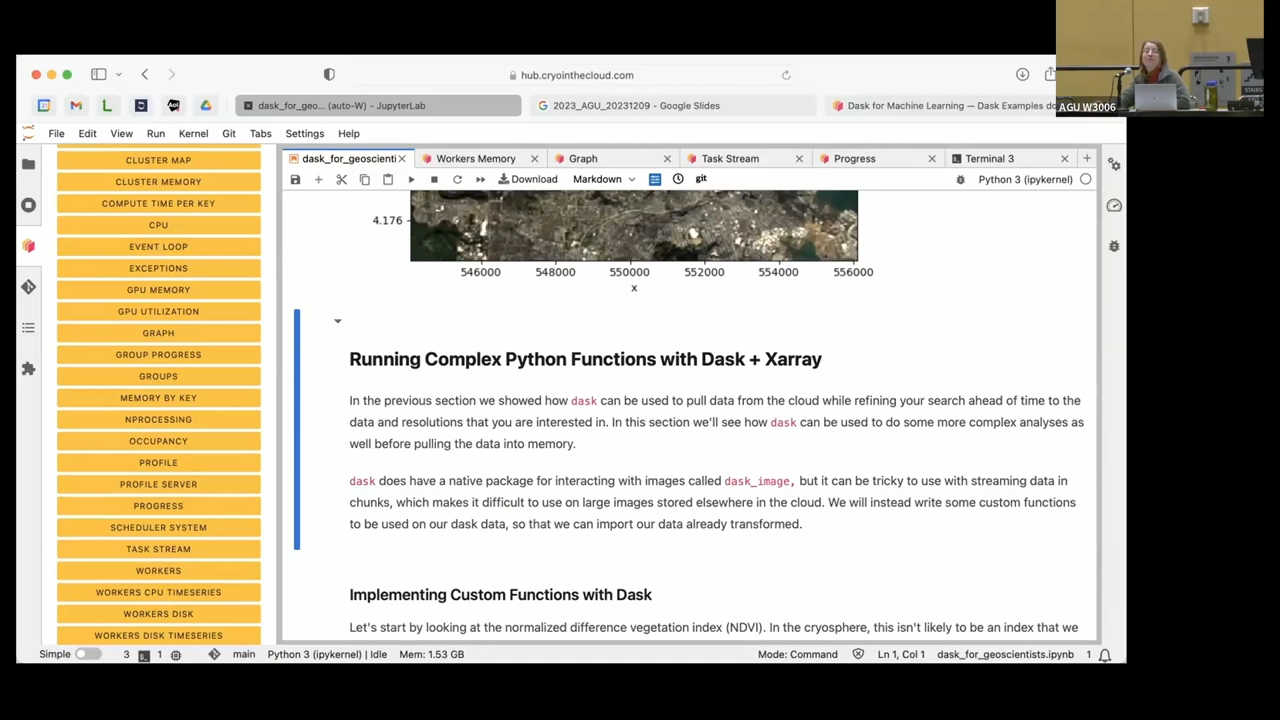 hub.cryointhecloud.com
dask_for_geo... (auto-W) - JupyterLab
2023_AGU_20231209 - Google Slides
Dask for Machine Learning — Dask Examples do
AGU W3006
File Edit View Run Kernel Git Tabs Settings Help
dask_for_geoscienti
Workers Memory
Graph
Task Stream
Progress
Terminal 3
Download
Markdown
git
Python 3 (ipykernel)
CLUSTER MAP
CLUSTER MEMORY
COMPUTE TIME PER KEY
CPU
EVENT LOOP
EXCEPTIONS
GPU MEMORY
GPU UTILIZATION
GRAPH
GROUP PROGRESS
GROUPS
MEMORY BY KEY
NPROCESSING
OCCUPANCY
PROFILE
PROFILE SERVER
PROGRESS
SCHEDULER SYSTEM
TASK STREAM
WORKERS
WORKERS CPU TIMESERIES
WORKERS DISK
WORKERS DISK TIMESERIES
4.176
546000 548000 550000 552000 554000 556000
x
Running Complex Python Functions with Dask + Xarray
In the previous section we showed how dask can be used to pull data from the cloud while refining your search ahead of time to the
data and resolutions that you are interested in. In this section we'll see how dask can be used to do some more complex analyses as
well before pulling the data into memory.
dask does have a native package for interacting with images called dask_image, but it can be tricky to use with streaming data in
chunks, which makes it difficult to use on large images stored elsewhere in the cloud. We will instead write some custom functions
to be used on our dask data, so that we can import our data already transformed.
Implementing Custom Functions with Dask
Let's start by looking at the normalized difference vegetation index (NDVI). In the cryosphere, this isn't likely to be an index that we
Simple 3 1 main Python 3 (ipykernel) | Idle Mem: 1.53 GB Mode: Command Ln 1, Col 1 dask_for_geoscientists.ipynb 1